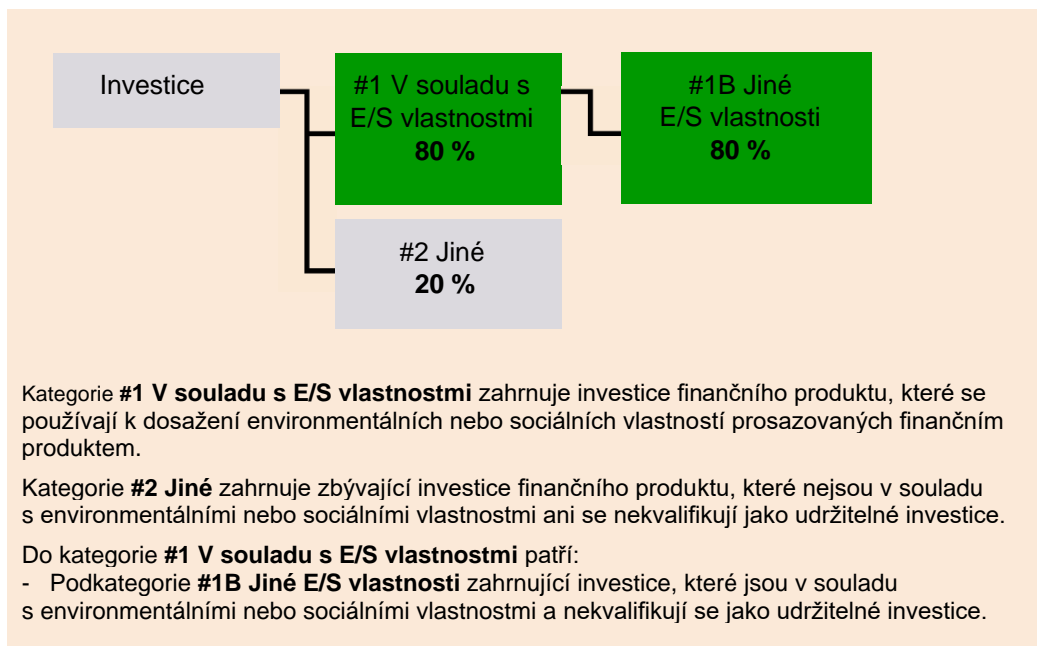 Investice
#1 V souladu s
E/S vlastnostmi
80 %
#1B Jiné
E/S vlastnosti
80 %
#2 Jiné
20 %
Kategorie #1 V souladu s E/S vlastnostmi zahrnuje investice finančního produktu, které se
používají k dosažení environmentálních nebo sociálních vlastností prosazovaných finančním
produktem.
Kategorie #2 Jiné zahrnuje zbývající investice finančního produktu, které nejsou v souladu
s environmentálními nebo sociálními vlastnostmi ani se nekvalifikují jako udržitelné investice.
Do kategorie #1 V souladu s E/S vlastnostmi patří:
- Podkategorie #1B Jiné E/S vlastnosti zahrnující investice, které jsou v souladu
s environmentálními nebo sociálními vlastnostmi a nekvalifikují se jako udržitelné investice.